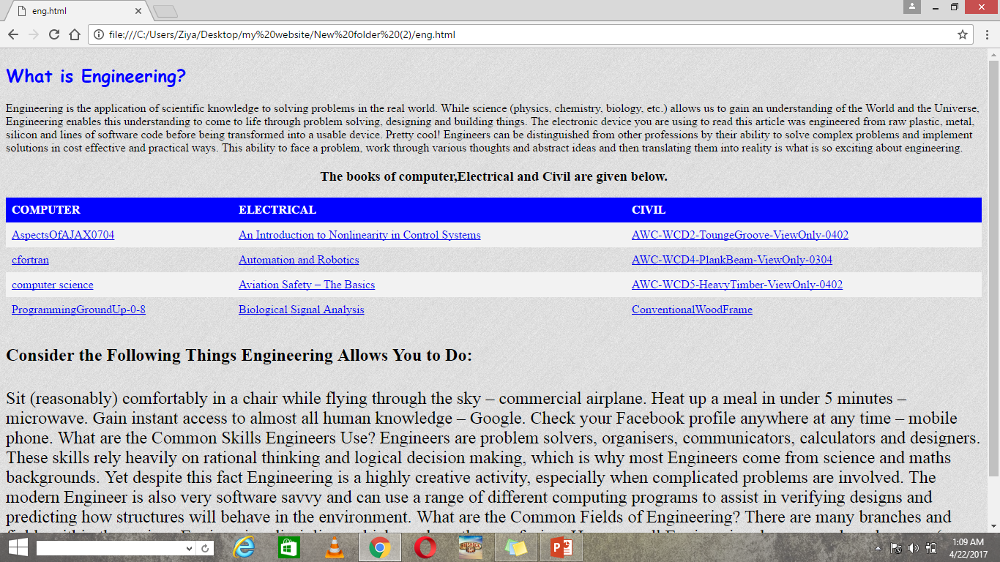 eng.html
file:///C:/Users/Ziya/Desktop/my%20website/New%20folder%20(2)/eng.html
What is Engineering?
Engineering is the application of scientific knowledge to solving problems in the real world. While science (physics, chemistry, biology, etc.) allows us to gain an understanding of the World and the Universe,
Engineering enables this understanding to come to life through problem solving, designing and building things. The electronic device you are using to read this article was engineered from raw plastic, metal,
silicon and lines of software code before being transformed into a usable device. Pretty cool! Engineers can be distinguished from other professions by their ability to solve complex problems and implement
solutions in cost effective and practical ways. This ability to face a problem, work through various thoughts and abstract ideas and then translating them into reality is what is so exciting about engineering.
The books of computer,Electrical and Civil are given below.
COMPUTER ELECTRICAL CIVIL
AspectsOfAJAX0704 An Introduction to Nonlinearity in Control Systems AWC-WCD2-ToungeGroove-ViewOnly-0402
cfortran Automation and Robotics AWC-WCD4-PlankBeam-ViewOnly-0304
computer science Aviation Safety – The Basics AWC-WCD5-HeavyTimber-ViewOnly-0402
ProgrammingGroundUp-0-8 Biological Signal Analysis ConventionalWoodFrame
Consider the Following Things Engineering Allows You to Do:
Sit (reasonably) comfortably in a chair while flying through the sky – commercial airplane. Heat up a meal in under 5 minutes –
microwave. Gain instant access to almost all human knowledge – Google. Check your Facebook profile anywhere at any time – mobile
phone. What are the Common Skills Engineers Use? Engineers are problem solvers, organisers, communicators, calculators and designers.
These skills rely heavily on rational thinking and logical decision making, which is why most Engineers come from science and maths
backgrounds. Yet despite this fact Engineering is a highly creative activity, especially when complicated problems are involved. The
modern Engineer is also very software savvy and can use a range of different computing programs to assist in verifying designs and
predicting how structures will behave in the environment. What are the Common Fields of Engineering? There are many branches and
1:09 AM
4/22/2017